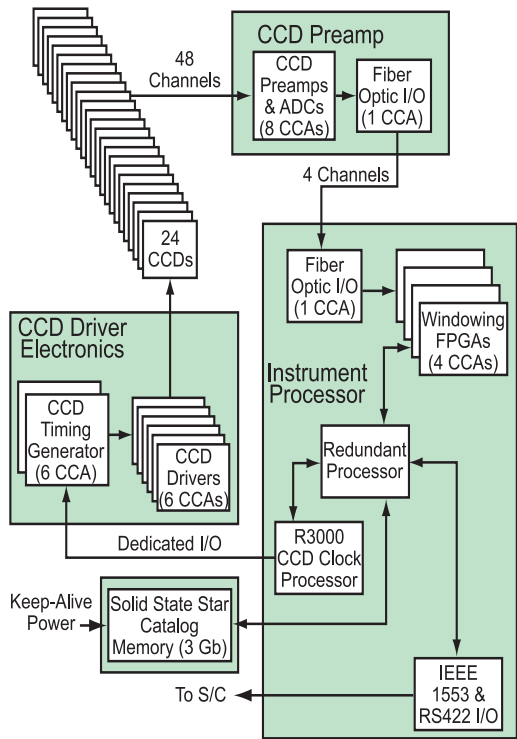 CCD Preamp
48
Channels
CCD
Preamps
& ADCs
(8 CCAs)
Fiber
Optic I/O
(1 CCA)
4 Channels
24
CCDs
Fiber
Optic I/O
(1 CCA)
Windowing
FPGAs
(4 CCAs)
CCD Driver
Electronics
Instrument
Processor
CCD
Timing
Generator
(6 CCA)
CCD
Drivers
(6 CCAs)
Redundant
Processor
Dedicated I/O
R3000
CCD Clock
Processor
Keep-Alive
Power
Solid State Star
Catalog
Memory (3 Gb)
To S/C
IEEE
1553 &
RS422 I/O